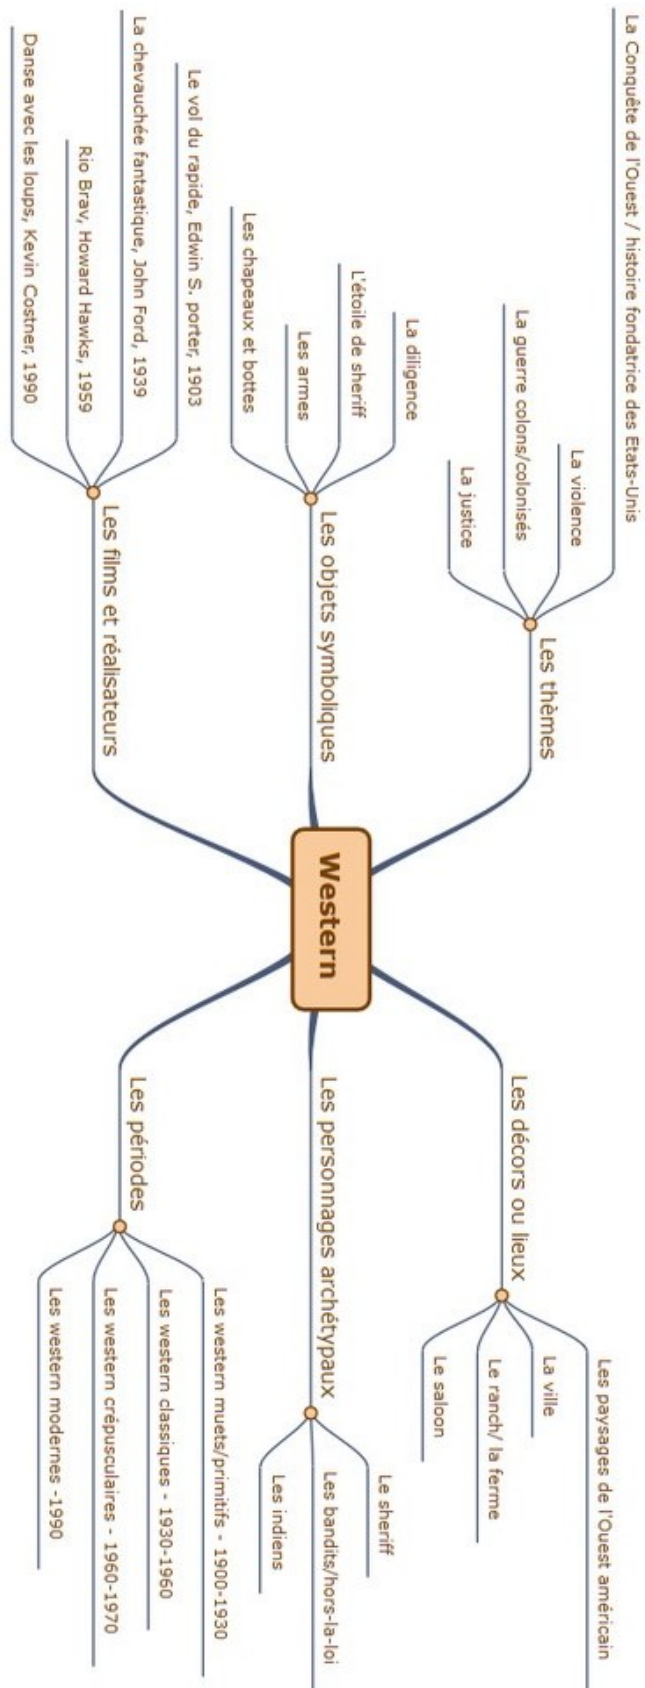 Western
Les thèmes
La Conquête de l'Ouest / histoire fondatrice des Etats-Unis
La violence
La guerre colons/colonisés
La justice
Les objets symboliques
La diligence
L'étoile de sheriff
Les armes
Les chapeaux et bottes
Les films et réalisateurs
Le vol du rapide, Edwin S. porter, 1903
La chevauchée fantastique, John Ford, 1939
Rio Brav, Howard Hawks, 1959
Danse avec les loups, Kevin Costner, 1990
Les décors ou lieux
Les paysages de l'Ouest américain
La ville
Le ranch/ la ferme
Le saloon
Les personnages archétypaux
Le sheriff
Les bandits/hors-la-loi
Les indiens
Les périodes
Les western muets/primitifs - 1900-1930
Les western classiques - 1930-1960
Les western crépusculaires - 1960-1970
Les western modernes -1990